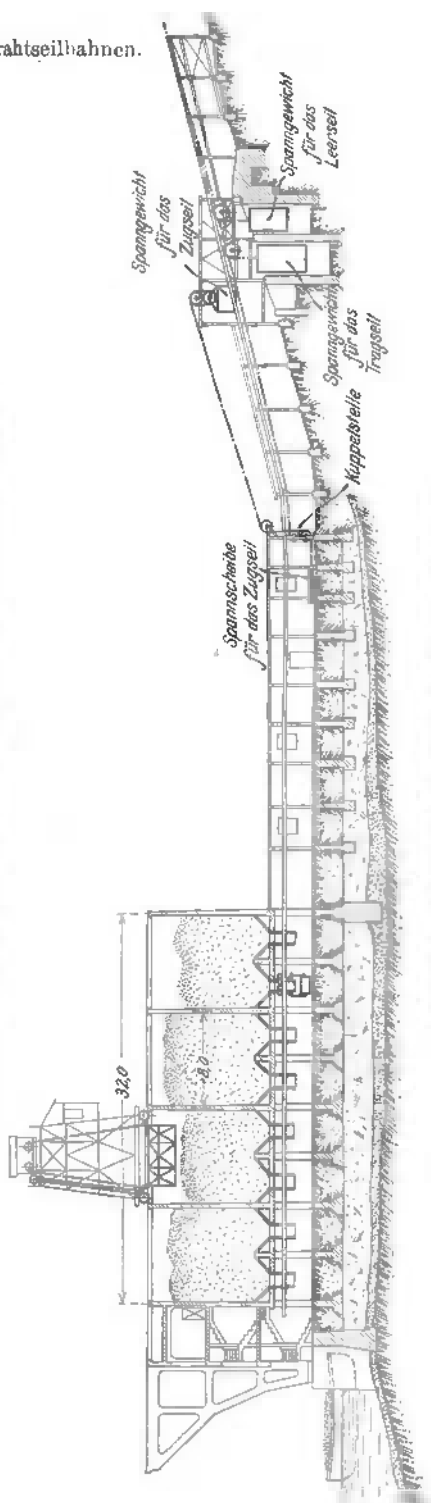 rahtseilbahnen.
Spanngewicht
für das
Leerseil
Spanngewicht
für das
Zugseil
Spanngewicht
für das
Tragseil
Kuppelstelle
Spannscheibe
für das Zugseil
32,0
8,0